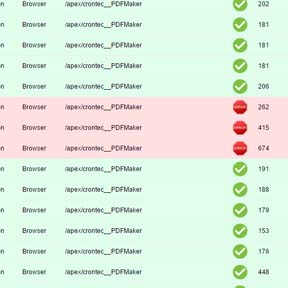 n Browser /apex/crontec__PDFMaker 202
n Browser /apex/crontec__PDFMaker 181
n Browser /apex/crontec__PDFMaker 181
n Browser /apex/crontec__PDFMaker 181
n Browser /apex/crontec__PDFMaker 206
n Browser /apex/crontec__PDFMaker ERROR 262
n Browser /apex/crontec__PDFMaker ERROR 415
n Browser /apex/crontec__PDFMaker ERROR 674
n Browser /apex/crontec__PDFMaker 191
n Browser /apex/crontec__PDFMaker 188
n Browser /apex/crontec__PDFMaker 179
n Browser /apex/crontec__PDFMaker 153
n Browser /apex/crontec__PDFMaker 176
n Browser /apex/crontec__PDFMaker 448